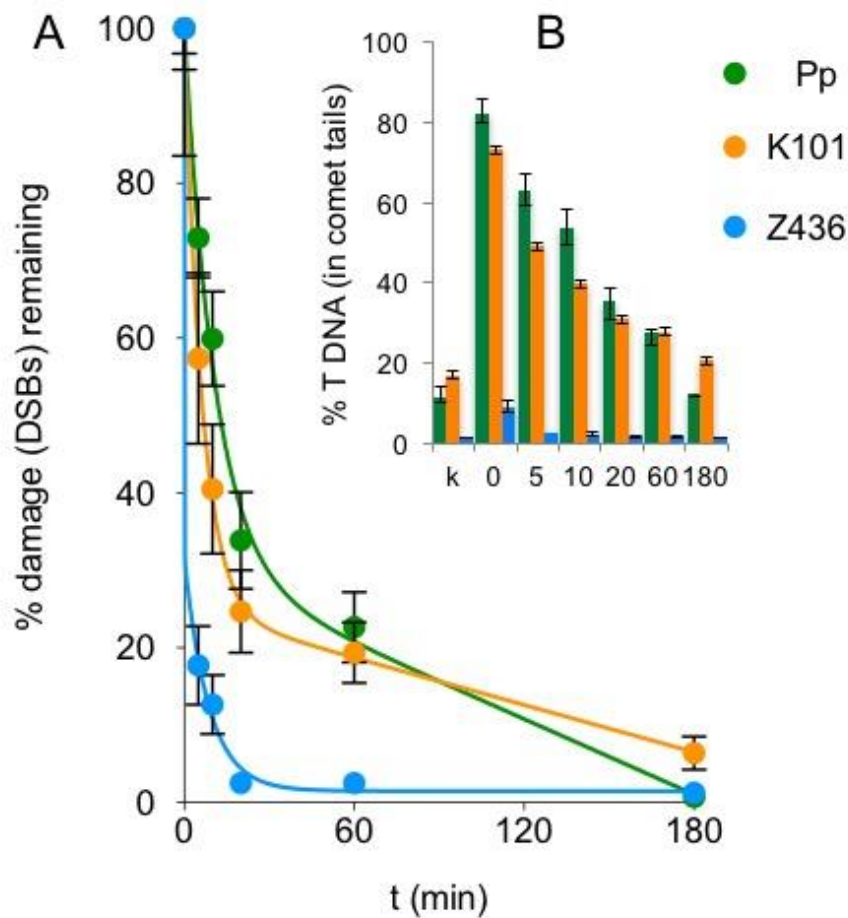 A
B
Pp
K101
Z436
% damage (DSBs) remaining
100
80
60
40
20
0
0 60 120 180
t (min)
% T DNA (in comet tails)
100
80
60
40
20
0
k 0 5 10 20 60 180